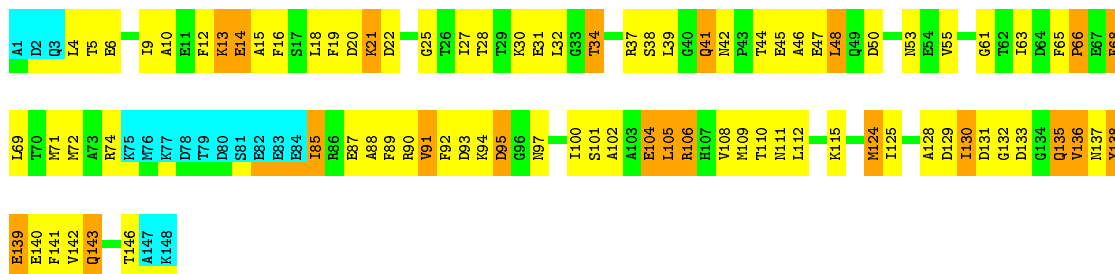 A1 D2 Q3 L4 T5 E6 I9 A10 E11 F12 K13 E14 A15 F16 S17 L18 F19 D20 K21 D22 G25 T26 I27 T28 T29 K30 E31 L32 G33 T34 R37 S38 L39 G40 Q41 N42 P43 T44 E45 A46 E47 L48 Q49 D50 N53 E54 V55 G61 T62 I63 D64 F65 P66 E67 F68
L69 T70 M71 M72 A73 R74 K75 M76 K77 D78 T79 D80 S81 E82 E83 E84 I85 R86 E87 A88 F89 R90 V91 F92 D93 K94 D95 G96 N97 I100 S101 A102 A103 E104 L105 R106 H107 V108 M109 T110 N111 L112 K115 M124 I125 A128 D129 I130 D131 G132 D133 G134 Q135 V136 N137 Y138
E139 E140 F141 V142 Q143 T146 A147 K148